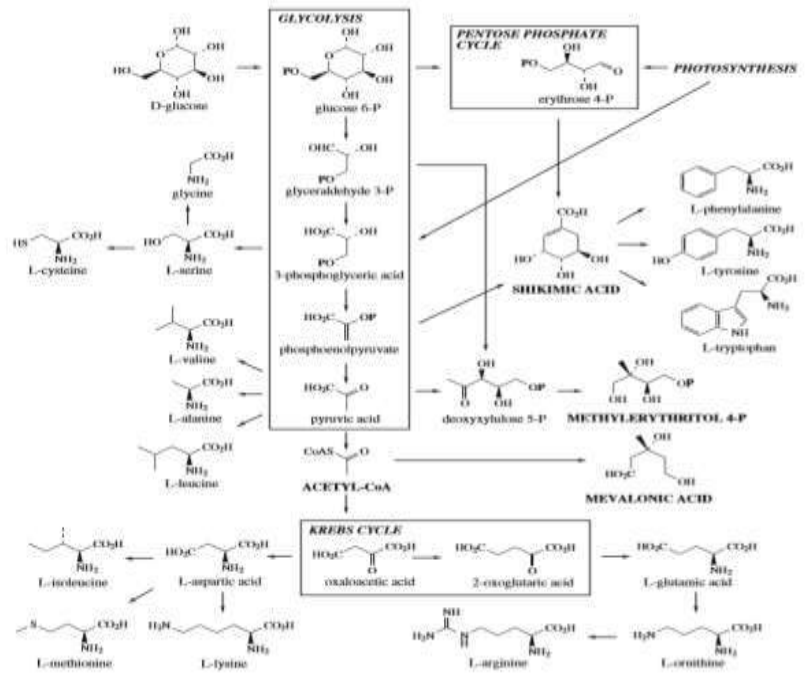 GLYCOLYSIS
PENTOSE PHOSPHATE
CYCLE
PHOTOSYNTHESIS
D-glucose
glucose 6-P
erythrose 4-P
glyceraldehyde 3-P
glycine
L-phenylalanine
L-cysteine
L-serine
3-phosphoglyceric acid
SHIKIMIC ACID
L-tyrosine
L-tryptophan
phosphoenolpyruvate
L-valine
L-alanine
pyruvic acid
deoxyxylulose 5-P
METHYLERYTHRITOL 4-P
L-leucine
ACETYL-CoA
MEVALONIC ACID
KREBS CYCLE
L-isoleucine
L-aspartic acid
oxaloacetic acid
2-oxoglutaric acid
L-glutamic acid
L-methionine
L-lysine
L-arginine
L-ornithine